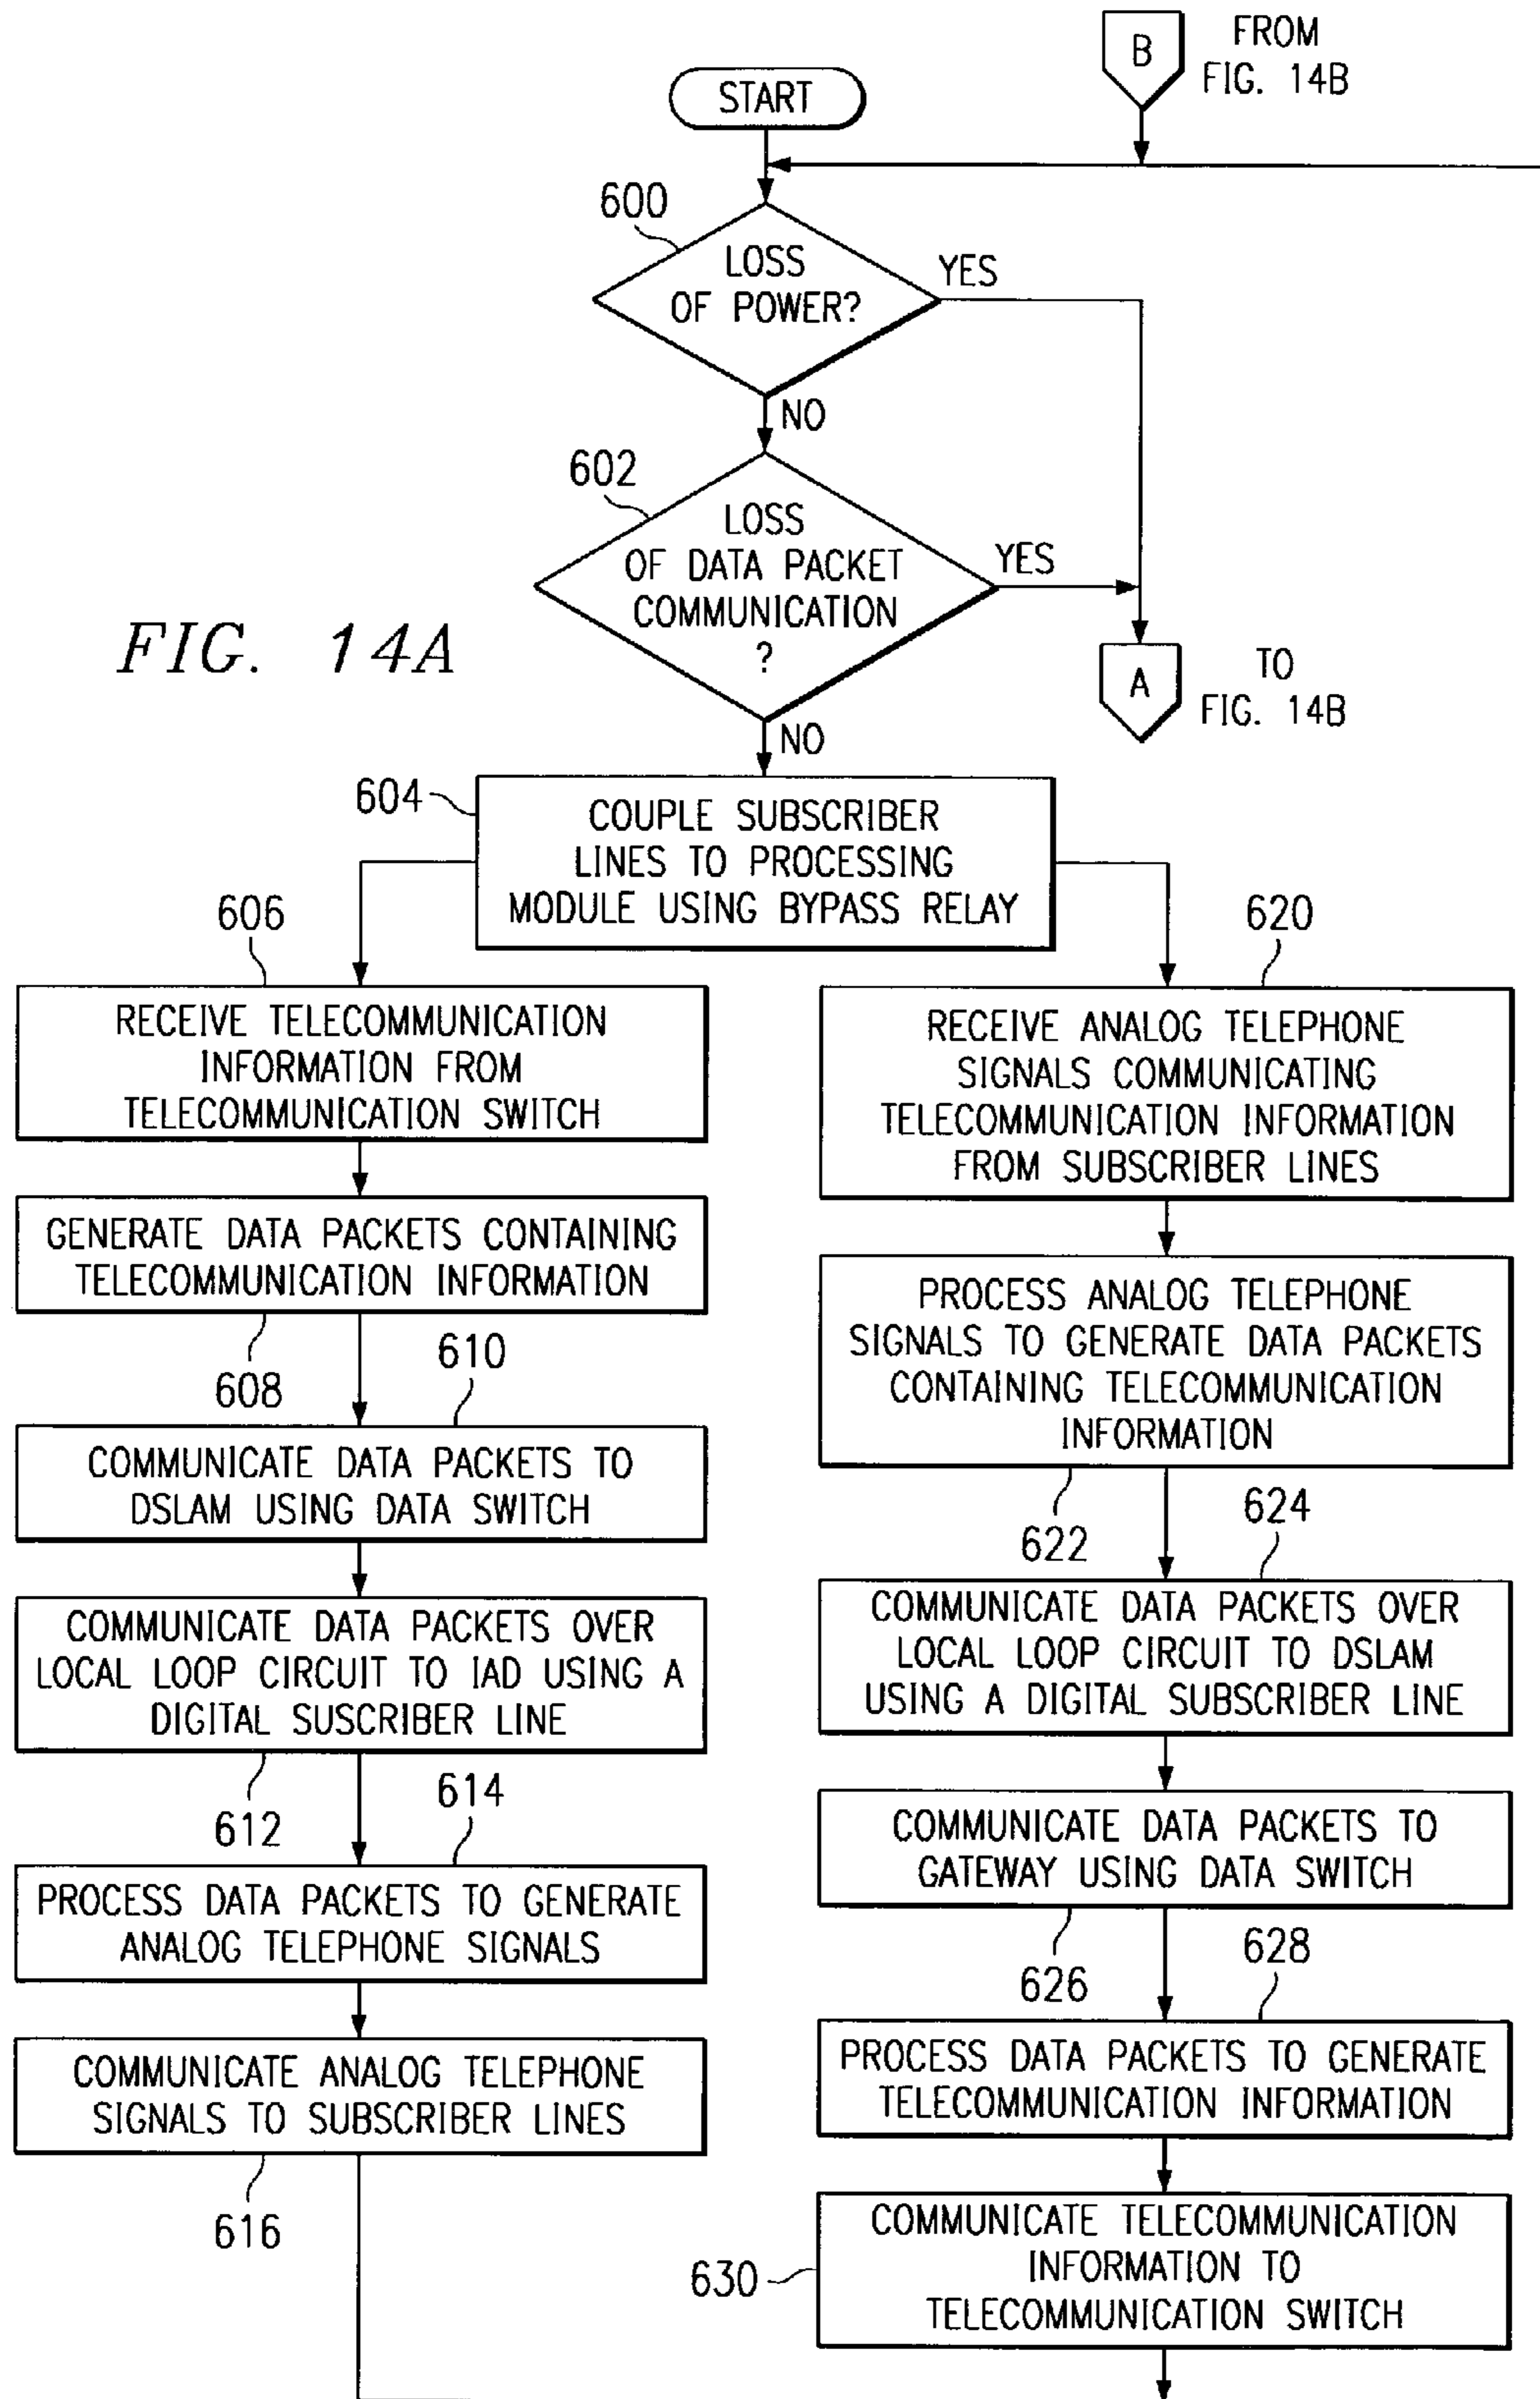 B
FROM
FIG. 14B
START
600
LOSS
OF POWER?
YES
NO
602
LOSS
OF DATA PACKET
COMMUNICATION
?
YES
NO
A
TO
FIG. 14B
FIG. 14A
604
COUPLE SUBSCRIBER
LINES TO PROCESSING
MODULE USING BYPASS RELAY
606
RECEIVE TELECOMMUNICATION
INFORMATION FROM
TELECOMMUNICATION SWITCH
GENERATE DATA PACKETS CONTAINING
TELECOMMUNICATION INFORMATION
608
610
COMMUNICATE DATA PACKETS TO
DSLAM USING DATA SWITCH
COMMUNICATE DATA PACKETS OVER
LOCAL LOOP CIRCUIT TO IAD USING A
DIGITAL SUSCRIBER LINE
612
614
PROCESS DATA PACKETS TO GENERATE
ANALOG TELEPHONE SIGNALS
COMMUNICATE ANALOG TELEPHONE
SIGNALS TO SUBSCRIBER LINES
616
620
RECEIVE ANALOG TELEPHONE
SIGNALS COMMUNICATING
TELECOMMUNICATION INFORMATION
FROM SUBSCRIBER LINES
PROCESS ANALOG TELEPHONE
SIGNALS TO GENERATE DATA PACKETS
CONTAINING TELECOMMUNICATION
INFORMATION
622
624
COMMUNICATE DATA PACKETS OVER
LOCAL LOOP CIRCUIT TO DSLAM
USING A DIGITAL SUBSCRIBER LINE
COMMUNICATE DATA PACKETS TO
GATEWAY USING DATA SWITCH
626
628
PROCESS DATA PACKETS TO GENERATE
TELECOMMUNICATION INFORMATION
630
COMMUNICATE TELECOMMUNICATION
INFORMATION TO
TELECOMMUNICATION SWITCH